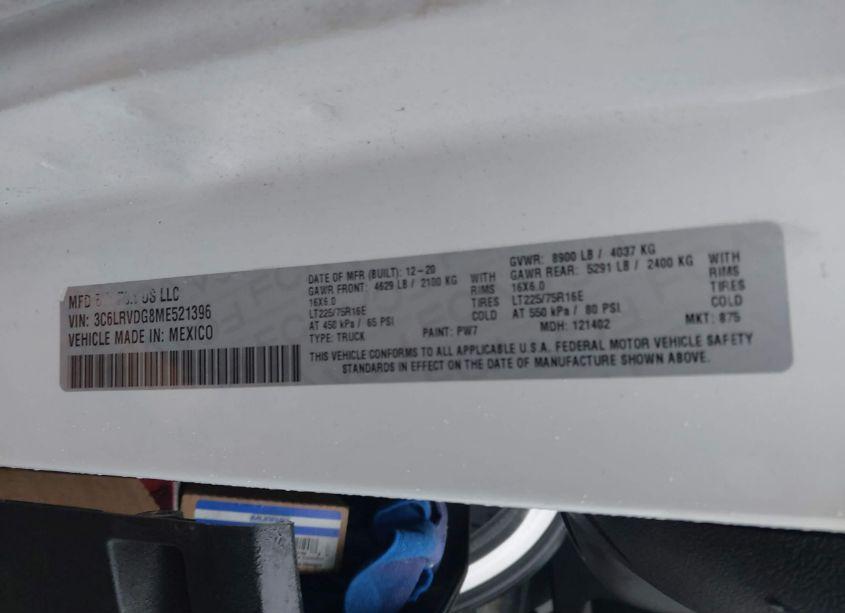 MFD US LLC
VIN: 3C6LRVDG8ME521396
VEHICLE MADE IN: MEXICO
DATE OF MFR (BUILT): 12-20
GAWR FRONT: 4629 LB / 2100 KG WITH
16X6.0 RIMS
LT225/75R16E TIRES
AT 450 kPa / 65 PSI COLD
TYPE: TRUCK PAINT: PW7
GVWR: 8900 LB / 4037 KG
GAWR REAR: 5291 LB / 2400 KG WITH
16X6.0 RIMS
LT225/75R16E TIRES
AT 550 kPa / 80 PSI COLD
MDH: 121402 MKT: 875
THIS VEHICLE CONFORMS TO ALL APPLICABLE U.S.A. FEDERAL MOTOR VEHICLE SAFETY
STANDARDS IN EFFECT ON THE DATE OF MANUFACTURE SHOWN ABOVE.